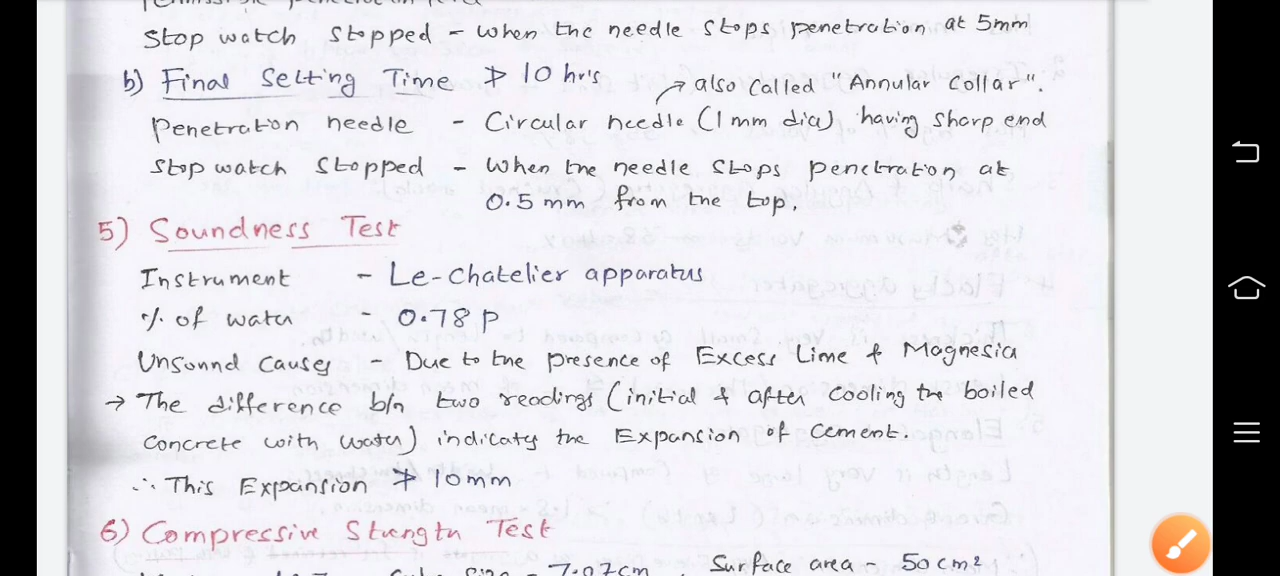 Stop watch Stopped - When the needle Stops penetration at 5mm
b) Final Setting Time ≯ 10 hr's
→ also called "Annular Collar".
Penetration needle - Circular needle (1 mm dia) having Sharp end
Stop watch Stopped - When the needle Stops penetration at
0.5 mm from the top.
5) Soundness Test
Instrument - Le-Chatelier apparatus
% of water - 0.78 P
Unsound Causes - Due to the presence of Excess Lime & Magnesia
→ The difference b/n two readings (initial & after cooling the boiled
Concrete with water) indicates the Expansion of Cement.
∴ This Expansion ≯ 10mm
6) Compressive Strength Test
7.07cm Surface area - 50 cm²